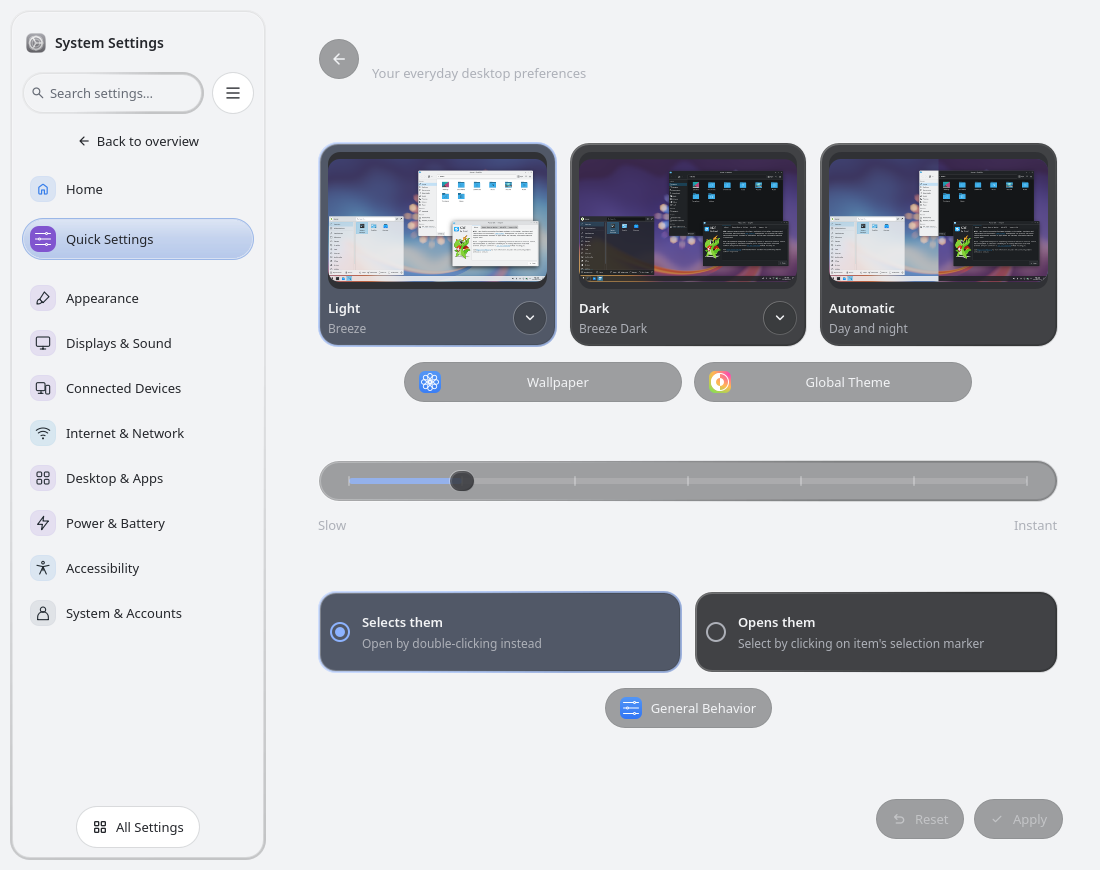 System Settings
Search settings...
Back to overview
Home
Quick Settings
Appearance
Displays & Sound
Connected Devices
Internet & Network
Desktop & Apps
Power & Battery
Accessibility
System & Accounts
All Settings
Your everyday desktop preferences
Light
Breeze
Dark
Breeze Dark
Automatic
Day and night
Wallpaper
Global Theme
Slow
Instant
Selects them
Open by double-clicking instead
Opens them
Select by clicking on item's selection marker
General Behavior
Reset
Apply